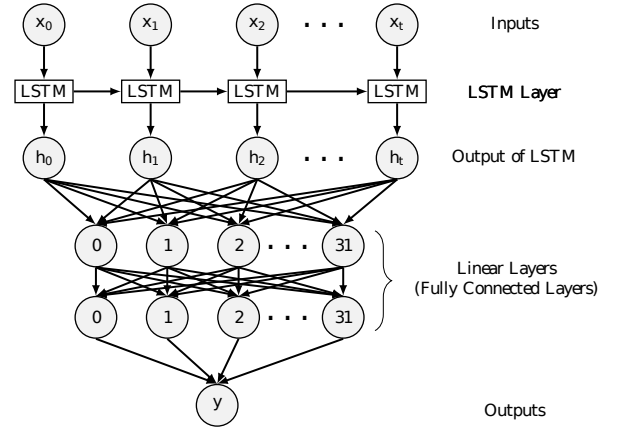 x0 x1 x2 · · · xt Inputs
LSTM LSTM LSTM LSTM LSTM Layer
h0 h1 h2 · · · ht Output of LSTM
0 1 2 · · · 31
Linear Layers
(Fully Connected Layers)
0 1 2 · · · 31
y
Outputs